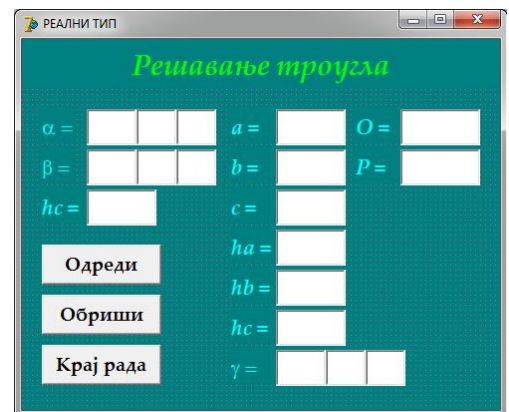 РЕАЛНИ ТИП
Решавање троугла
α = a = O =
β = b = P =
hc = c =
ha =
Одреди
hb =
Обриши
hc =
Крај рада γ =